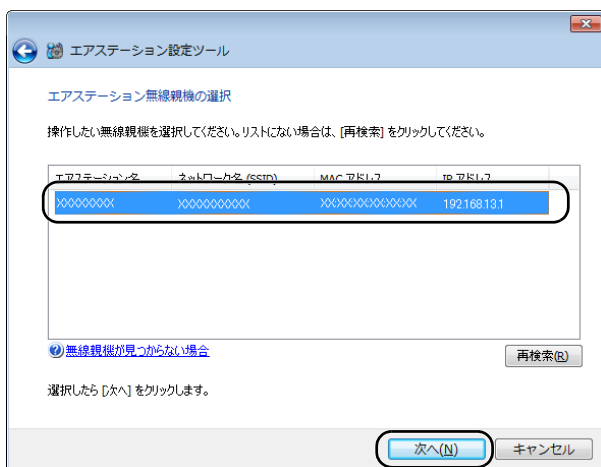 エアステーション設定ツール
エアステーション無線親機の選択
操作したい無線親機を選択してください。リストにない場合は、[再検索] をクリックしてください。
エアステーション名 ネットワーク名 (SSID) MAC アドレス IP アドレス
XXXXXXXX XXXXXXXXXX 192.168.13.1
無線親機が見つからない場合
再検索(R)
選択したら [次へ] をクリックします。
次へ(N) キャンセル